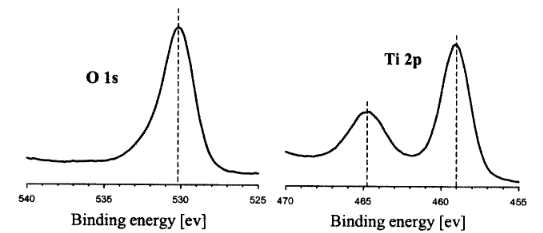 O 1s
540 535 530 525
Binding energy [ev]
Ti 2p
470 465 460 455
Binding energy [ev]